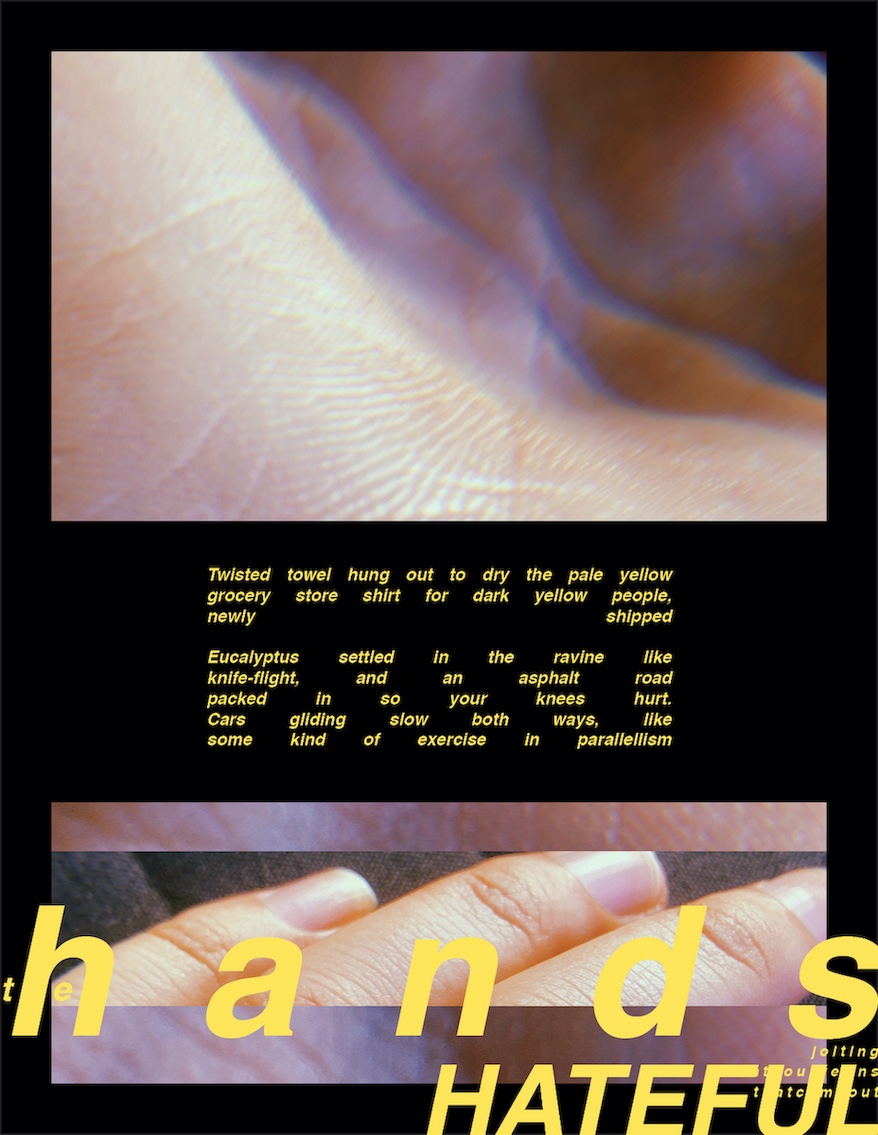 Twisted towel hung out to dry the pale yellow
grocery store shirt for dark yellow people,
newly shipped
Eucalyptus settled in the ravine like
knife-flight, and an asphalt road
packed in so your knees hurt.
Cars gliding slow both ways, like
some kind of exercise in parallellism
the
hands
jolting
out
HATEFUL